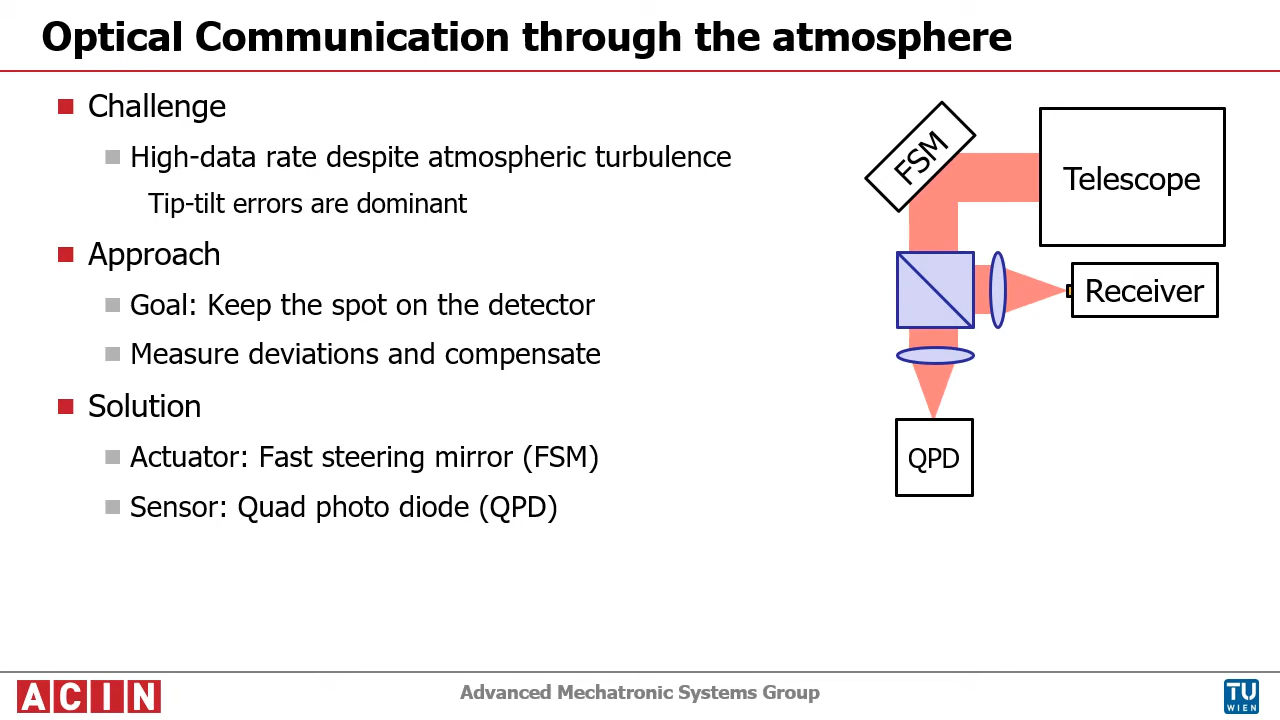 Optical Communication through the atmosphere
Challenge
High-data rate despite atmospheric turbulence
Tip-tilt errors are dominant
Approach
Goal: Keep the spot on the detector
Measure deviations and compensate
Solution
Actuator: Fast steering mirror (FSM)
Sensor: Quad photo diode (QPD)
FSM
Telescope
Receiver
QPD
ACIN
Advanced Mechatronic Systems Group
TU
WIEN